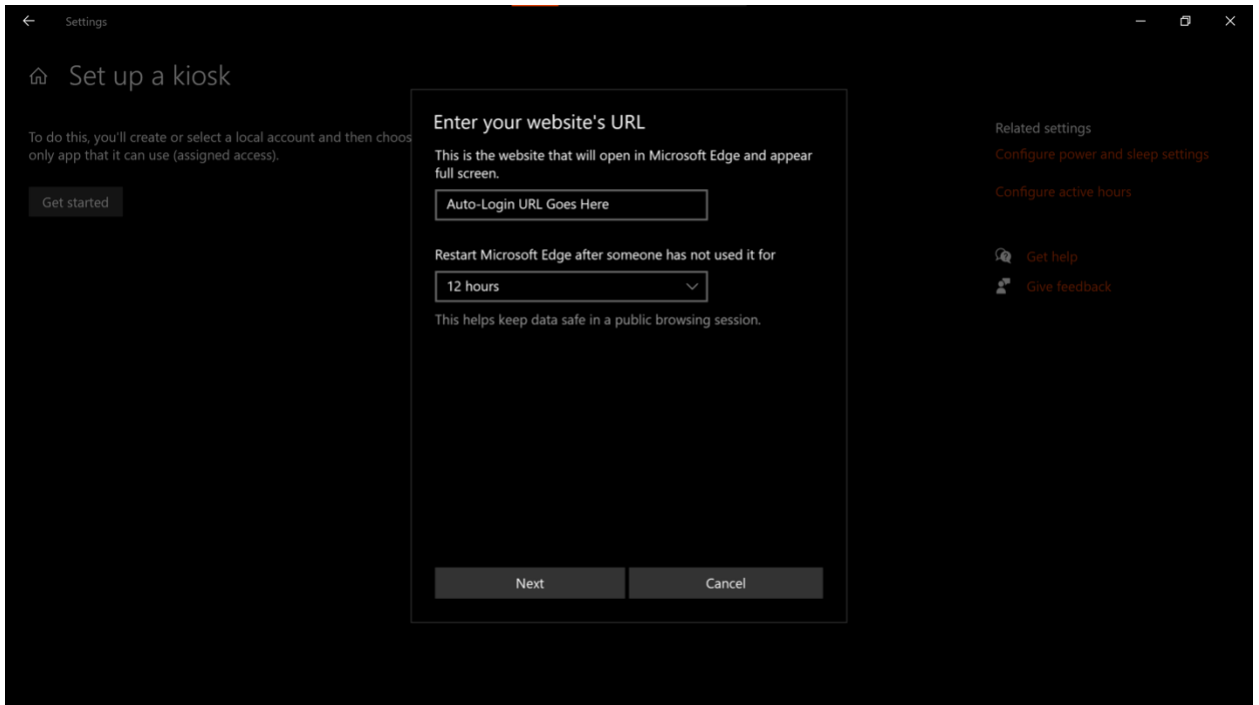 Settings
Set up a kiosk
To do this, you'll create or select a local account and then choos
only app that it can use (assigned access).
Get started
Enter your website's URL
This is the website that will open in Microsoft Edge and appear
full screen.
Auto-Login URL Goes Here
Restart Microsoft Edge after someone has not used it for
12 hours
This helps keep data safe in a public browsing session.
Next
Cancel
Related settings
Configure power and sleep settings
Configure active hours
Get help
Give feedback